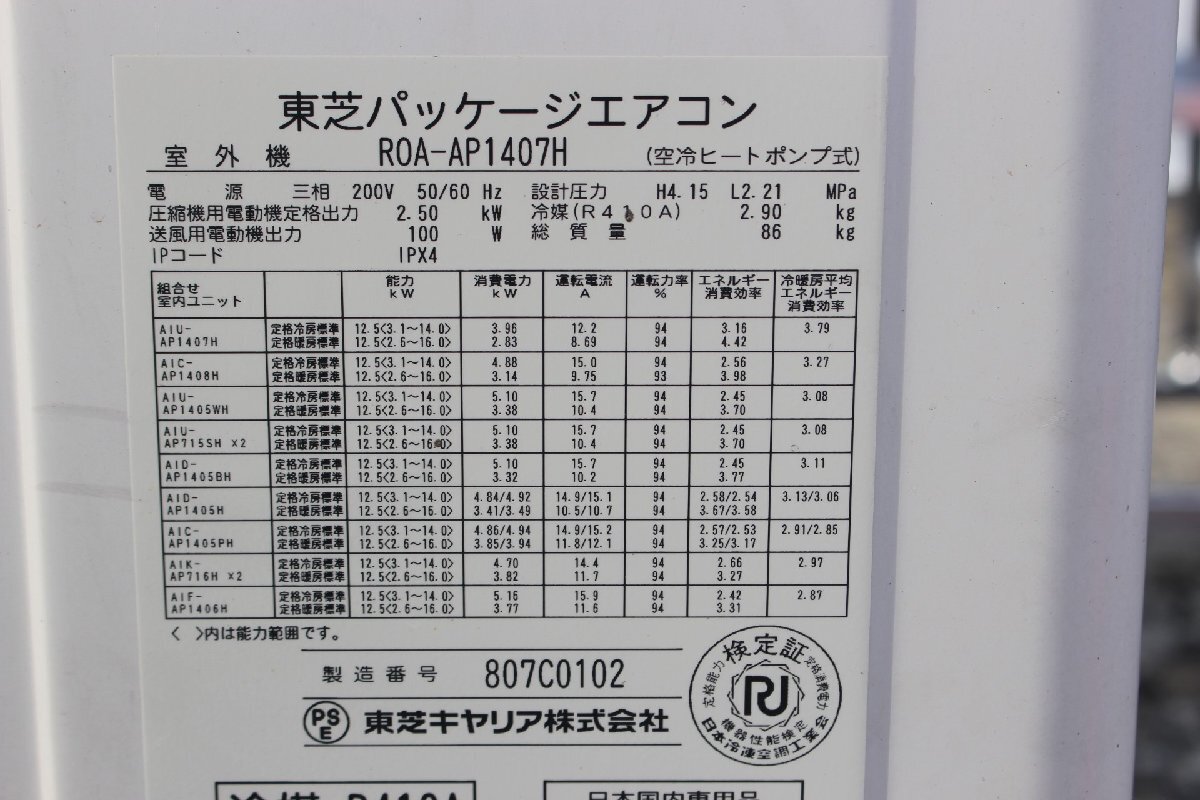 東芝パッケージエアコン
室外機 ROA-AP1407H (空冷ヒートポンプ式)
電源 三相 200V 50/60 Hz 設計圧力 H4.15 L2.21 MPa
圧縮機用電動機定格出力 2.50 kW 冷媒(R410A) 2.90 kg
送風用電動機出力 100 W 総質量 86 kg
IPコード IPX4
組合せ 能力 消費電力 運転電流 運転力率 エネルギー 冷暖房平均
室内ユニット kW kW A % 消費効率 エネルギー
消費効率
AIU- 定格冷房標準 12.5<3.1～14.0> 3.96 12.2 94 3.16 3.79
AP1407H 定格暖房標準 12.5<2.6～16.0> 2.83 8.69 94 4.42
AIC- 定格冷房標準 12.5<3.1～14.0> 4.88 15.0 94 2.56 3.27
AP1408H 定格暖房標準 12.5<2.6～16.0> 3.14 9.75 93 3.98
AIU- 定格冷房標準 12.5<3.1～14.0> 5.10 15.7 94 2.45 3.08
AP1405WH 定格暖房標準 12.5<2.6～16.0> 3.38 10.4 94 3.70
AIU- 定格冷房標準 12.5<3.1～14.0> 5.10 15.7 94 2.45 3.08
AP715SH ×2 定格暖房標準 12.5<2.6～16.0> 3.38 10.4 94 3.70
AID- 定格冷房標準 12.5<3.1～14.0> 5.10 15.7 94 2.45 3.11
AP1405BH 定格暖房標準 12.5<2.6～16.0> 3.32 10.2 94 3.77
AID- 定格冷房標準 12.5<3.1～14.0> 4.84/4.92 14.9/15.1 94 2.58/2.54 3.13/3.06
AP1405H 定格暖房標準 12.5<2.6～16.0> 3.41/3.49 10.5/10.7 94 3.67/3.58
AIC- 定格冷房標準 12.5<3.1～14.0> 4.86/4.94 14.9/15.2 94 2.57/2.53 2.91/2.85
AP1405PH 定格暖房標準 12.5<2.6～16.0> 3.85/3.94 11.8/12.1 94 3.25/3.17
AIK- 定格冷房標準 12.5<3.1～14.0> 4.70 14.4 94 2.66 2.97
AP716H ×2 定格暖房標準 12.5<2.6～16.0> 3.82 11.7 94 3.27
AIF- 定格冷房標準 12.5<3.1～14.0> 5.16 15.9 94 2.42 2.87
AP1406H 定格暖房標準 12.5<2.6～16.0> 3.77 11.6 94 3.31
< >内は能力範囲です。
製造番号 807C0102
PSE 東芝キヤリア株式会社
検定証
定格能力
定格消費電力
RJ
機器性能検定
日本冷凍空調工業会
冷媒 R410A
日本国内専用品